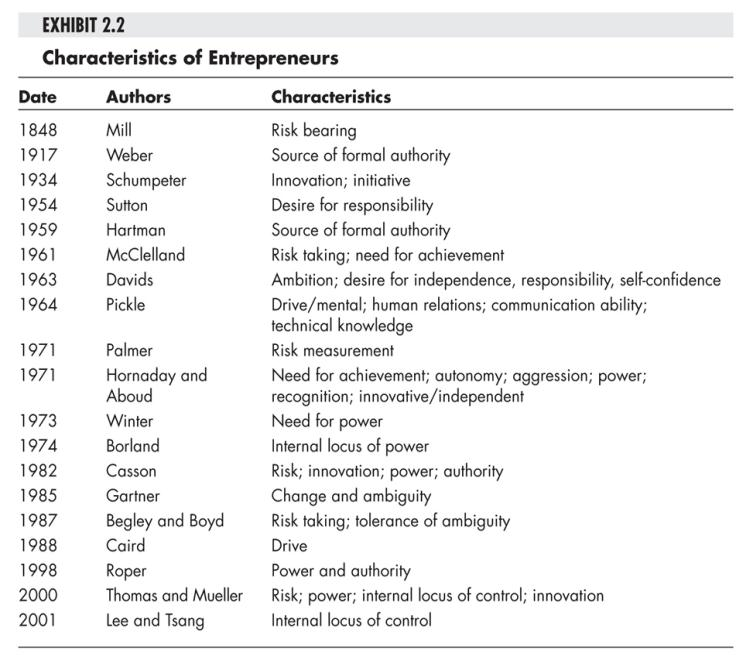 EXHIBIT 2.2
Characteristics of Entrepreneurs
Date Authors Characteristics
1848 Mill Risk bearing
1917 Weber Source of formal authority
1934 Schumpeter Innovation; initiative
1954 Sutton Desire for responsibility
1959 Hartman Source of formal authority
1961 McClelland Risk taking; need for achievement
1963 Davids Ambition; desire for independence, responsibility, self-confidence
1964 Pickle Drive/mental; human relations; communication ability;
technical knowledge
1971 Palmer Risk measurement
1971 Hornaday and Need for achievement; autonomy; aggression; power;
Aboud recognition; innovative/independent
1973 Winter Need for power
1974 Borland Internal locus of power
1982 Casson Risk; innovation; power; authority
1985 Gartner Change and ambiguity
1987 Begley and Boyd Risk taking; tolerance of ambiguity
1988 Caird Drive
1998 Roper Power and authority
2000 Thomas and Mueller Risk; power; internal locus of control; innovation
2001 Lee and Tsang Internal locus of control